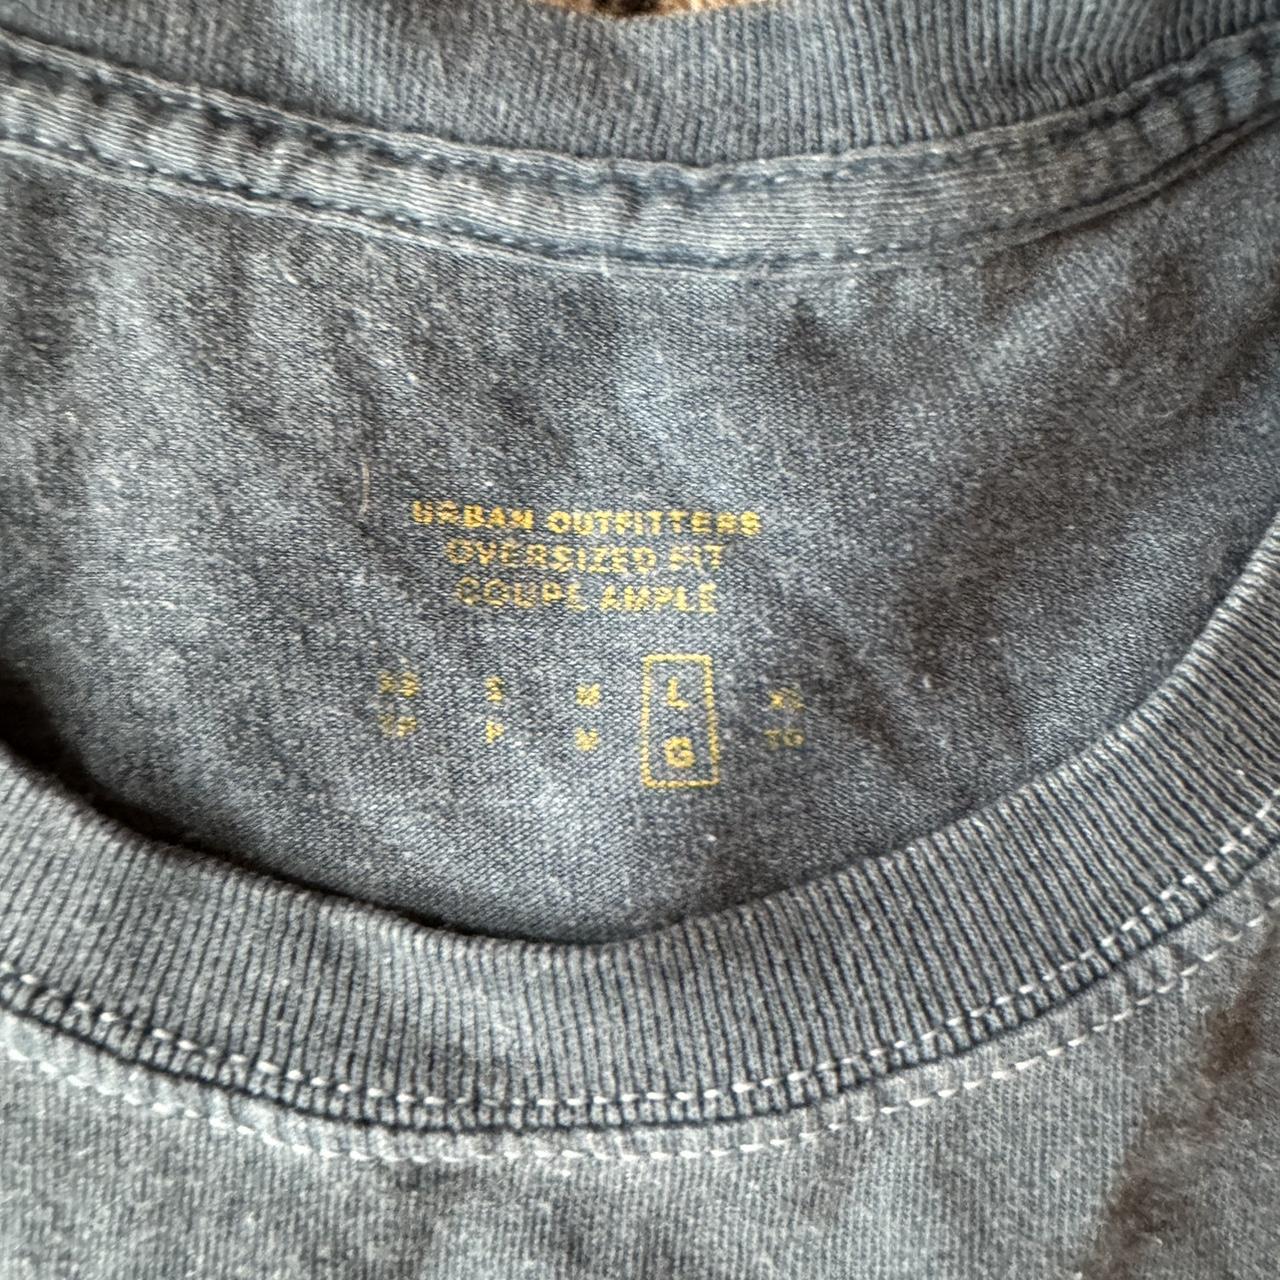 URBAN OUTFITTERS
OVERSIZED FIT
COUPE AMPLE
XS S M L XL
TP P M G TG